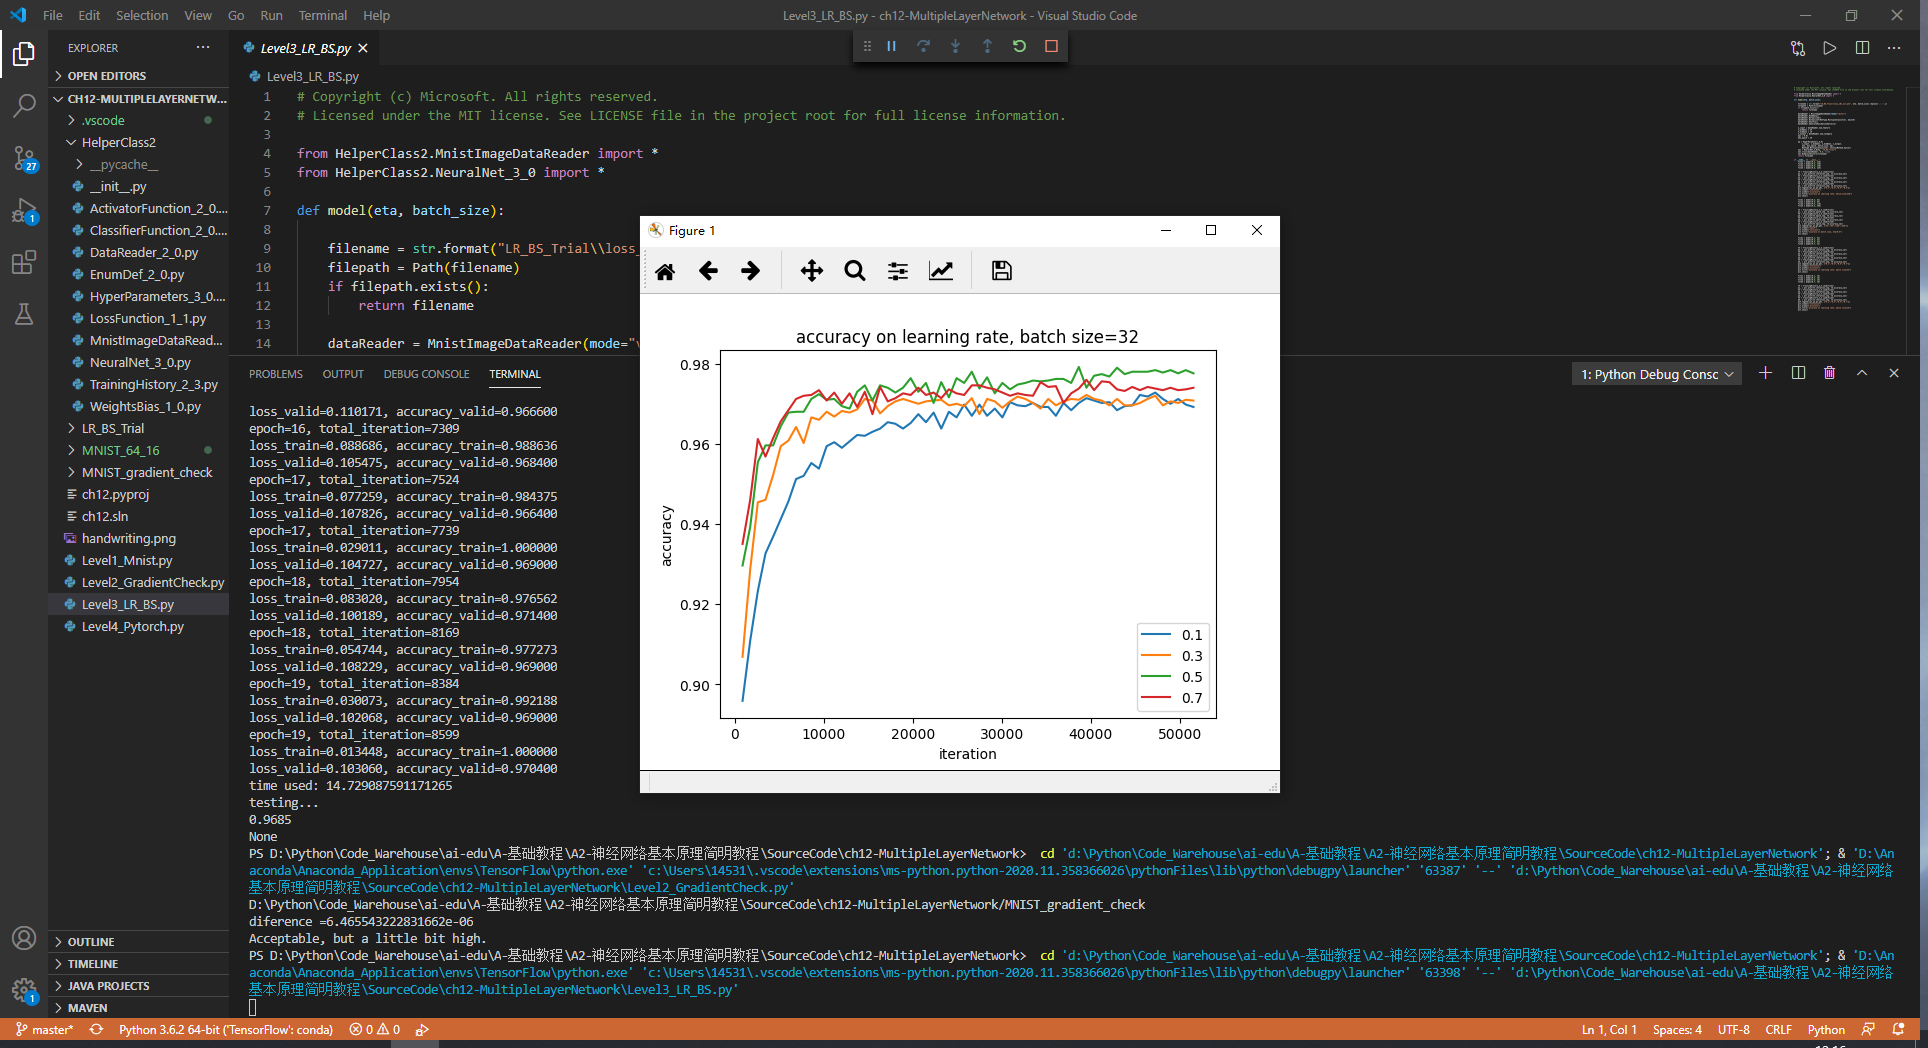 File Edit Selection View Go Run Terminal Help
Level3_LR_BS.py - ch12-MultipleLayerNetwork - Visual Studio Code
EXPLORER
OPEN EDITORS
CH12-MULTIPLELAYERNETW...
.vscode
HelperClass2
__pycache__
__init__.py
ActivatorFunction_2_0....
ClassifierFunction_2_0....
DataReader_2_0.py
EnumDef_2_0.py
HyperParameters_3_0....
LossFunction_1_1.py
MnistImageDataRead...
NeuralNet_3_0.py
TrainingHistory_2_3.py
WeightsBias_1_0.py
LR_BS_Trial
MNIST_64_16
MNIST_gradient_check
ch12.pyproj
ch12.sln
handwriting.png
Level1_Mnist.py
Level2_GradientCheck.py
Level3_LR_BS.py
Level4_Pytorch.py
OUTLINE
TIMELINE
JAVA PROJECTS
MAVEN
27
1
1
Level3_LR_BS.py
Level3_LR_BS.py
1 # Copyright (c) Microsoft. All rights reserved.
2 # Licensed under the MIT license. See LICENSE file in the project root for full license information.
3
4 from HelperClass2.MnistImageDataReader import *
5 from HelperClass2.NeuralNet_3_0 import *
6
7 def model(eta, batch_size):
8
9 filename = str.format("LR_BS_Trial\\loss_
10 filepath = Path(filename)
11 if filepath.exists():
12 return filename
13
14 dataReader = MnistImageDataReader(mode="v
Figure 1
accuracy on learning rate, batch size=32
accuracy
0.98
0.96
0.94
0.92
0.90
0 10000 20000 30000 40000 50000
iteration
0.1
0.3
0.5
0.7
PROBLEMS OUTPUT DEBUG CONSOLE TERMINAL
1: Python Debug Consc
loss_valid=0.110171, accuracy_valid=0.966600
epoch=16, total_iteration=7309
loss_train=0.088686, accuracy_train=0.988636
loss_valid=0.105475, accuracy_valid=0.968400
epoch=17, total_iteration=7524
loss_train=0.077259, accuracy_train=0.984375
loss_valid=0.107826, accuracy_valid=0.966400
epoch=17, total_iteration=7739
loss_train=0.029011, accuracy_train=1.000000
loss_valid=0.104727, accuracy_valid=0.969000
epoch=18, total_iteration=7954
loss_train=0.083020, accuracy_train=0.976562
loss_valid=0.100189, accuracy_valid=0.971400
epoch=18, total_iteration=8169
loss_train=0.054744, accuracy_train=0.977273
loss_valid=0.108229, accuracy_valid=0.969000
epoch=19, total_iteration=8384
loss_train=0.030073, accuracy_train=0.992188
loss_valid=0.102068, accuracy_valid=0.969000
epoch=19, total_iteration=8599
loss_train=0.013448, accuracy_train=1.000000
loss_valid=0.103060, accuracy_valid=0.970400
time used: 14.729087591171265
testing...
0.9685
None
PS D:\Python\Code_Warehouse\ai-edu\A-基础教程\A2-神经网络基本原理简明教程\SourceCode\ch12-MultipleLayerNetwork> cd 'd:\Python\Code_Warehouse\ai-edu\A-基础教程\A2-神经网络基本原理简明教程\SourceCode\ch12-MultipleLayerNetwork'; & 'D:\An
aconda\Anaconda_Application\envs\TensorFlow\python.exe' 'c:\Users\14531\.vscode\extensions\ms-python.python-2020.11.358366026\pythonFiles\lib\python\debugpy\launcher' '63387' '--' 'd:\Python\Code_Warehouse\ai-edu\A-基础教程\A2-神经网络
基本原理简明教程\SourceCode\ch12-MultipleLayerNetwork\Level2_GradientCheck.py'
D:\Python\Code_Warehouse\ai-edu\A-基础教程\A2-神经网络基本原理简明教程\SourceCode\ch12-MultipleLayerNetwork/MNIST_gradient_check
diference =6.465543222831662e-06
Acceptable, but a little bit high.
PS D:\Python\Code_Warehouse\ai-edu\A-基础教程\A2-神经网络基本原理简明教程\SourceCode\ch12-MultipleLayerNetwork> cd 'd:\Python\Code_Warehouse\ai-edu\A-基础教程\A2-神经网络基本原理简明教程\SourceCode\ch12-MultipleLayerNetwork'; & 'D:\An
aconda\Anaconda_Application\envs\TensorFlow\python.exe' 'c:\Users\14531\.vscode\extensions\ms-python.python-2020.11.358366026\pythonFiles\lib\python\debugpy\launcher' '63398' '--' 'd:\Python\Code_Warehouse\ai-edu\A-基础教程\A2-神经网络
基本原理简明教程\SourceCode\ch12-MultipleLayerNetwork\Level3_LR_BS.py'
master* Python 3.6.2 64-bit ('TensorFlow': conda) 0 0 Ln 1, Col 1 Spaces: 4 UTF-8 CRLF Python